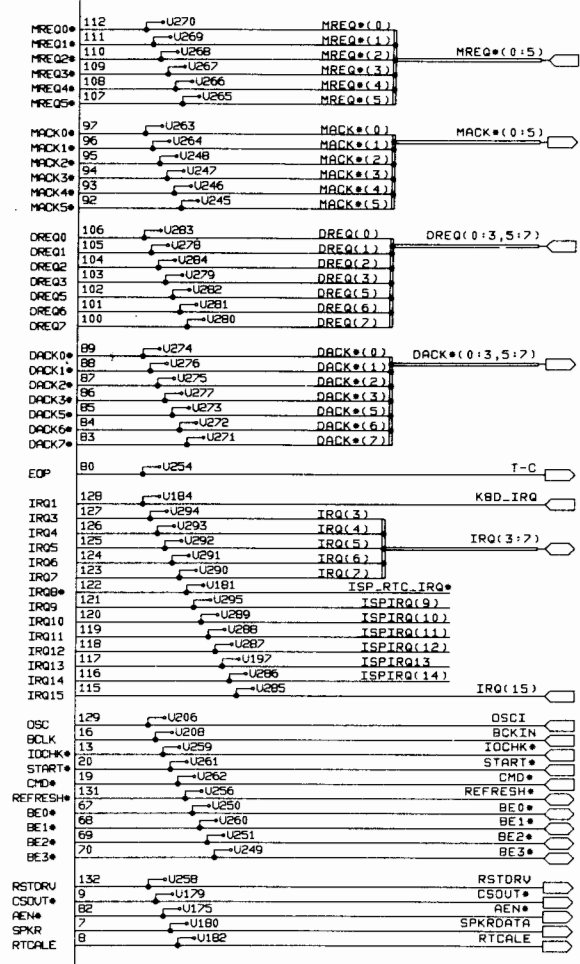 MREQ0* 112 U270 MREQ*(0)
MREQ1* 111 U269 MREQ*(1)
MREQ2* 110 U268 MREQ*(2) MREQ*(0:5)
MREQ3* 109 U267 MREQ*(3)
MREQ4* 108 U266 MREQ*(4)
MREQ5* 107 U265 MREQ*(5)
MACK0* 97 U263 MACK*(0) MACK*(0:5)
MACK1* 96 U264 MACK*(1)
MACK2* 95 U248 MACK*(2)
MACK3* 94 U247 MACK*(3)
MACK4* 93 U246 MACK*(4)
MACK5* 92 U245 MACK*(5)
DREQ0 106 U283 DREQ(0) DREQ(0:3,5:7)
DREQ1 105 U278 DREQ(1)
DREQ2 104 U284 DREQ(2)
DREQ3 103 U279 DREQ(3)
DREQ5 102 U282 DREQ(5)
DREQ6 101 U281 DREQ(6)
DREQ7 100 U280 DREQ(7)
DACK0* 89 U274 DACK*(0) DACK*(0:3,5:7)
DACK1* 88 U276 DACK*(1)
DACK2* 87 U275 DACK*(2)
DACK3* 86 U277 DACK*(3)
DACK5* 85 U273 DACK*(5)
DACK6* 84 U272 DACK*(6)
DACK7* 83 U271 DACK*(7)
EOP 80 U254 T-C
IRQ1 128 U184 KBD_IRQ
IRQ3 127 U294 IRQ(3)
IRQ4 126 U293 IRQ(4)
IRQ5 125 U292 IRQ(5) IRQ(3:7)
IRQ6 124 U291 IRQ(6)
IRQ7 123 U290 IRQ(7)
IRQ8* 122 U181 ISP_RTC_IRQ*
IRQ9 121 U295 ISPIRQ(9)
IRQ10 120 U289 ISPIRQ(10)
IRQ11 119 U288 ISPIRQ(11)
IRQ12 118 U287 ISPIRQ(12)
IRQ13 117 U197 ISPIRQ13
IRQ14 116 U286 ISPIRQ(14)
IRQ15 115 U285 IRQ(15)
OSC 129 U206 OSCI
BCLK 16 U208 BCKIN
IOCHK* 13 U259 IOCHK*
START* 20 U261 START*
CMD* 19 U262 CMD*
REFRESH* 131 U256 REFRESH*
BE0* 67 U250 BE0*
BE1* 68 U260 BE1*
BE2* 69 U251 BE2*
BE3* 70 U249 BE3*
RSTDRV 132 U258 RSTDRV
CSOUT* 9 U179 CSOUT*
AEN* 82 U175 AEN*
SPKR 7 U180 SPKRDATA
RTCALE 8 U182 RTCALE